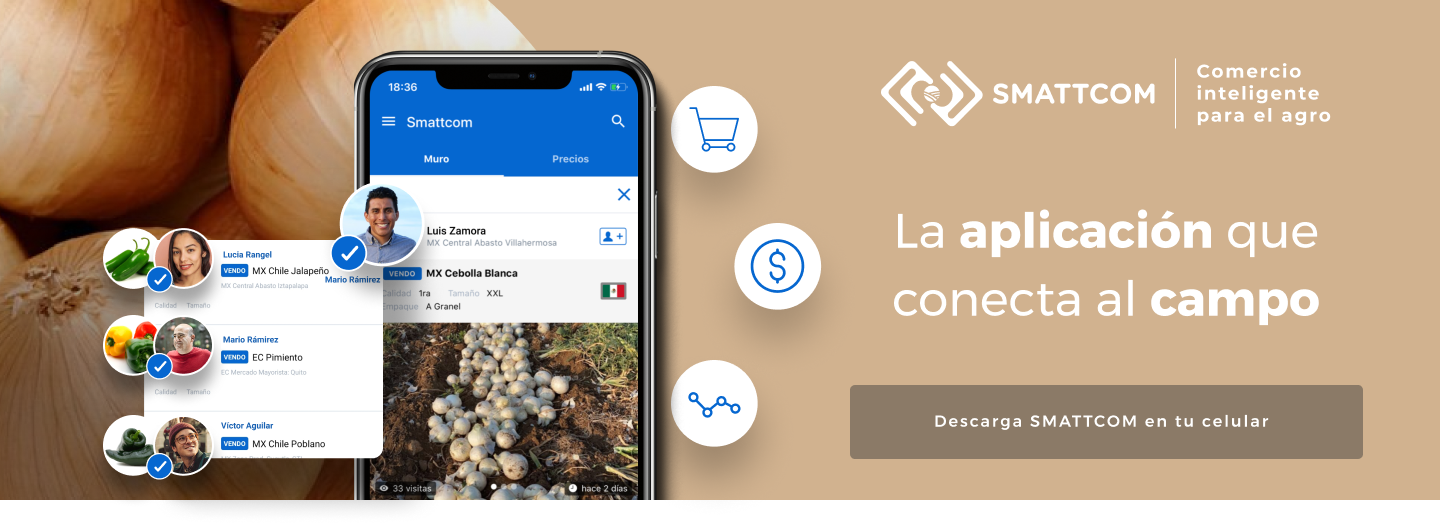 18:36
Smattcom
Muro
Precios
Luis Zamora
MX Central Abasto Villahermosa
VENDO MX Cebolla Blanca
Calidad 1ra Tamaño XXL
Empaque A Granel
33 visitas
hace 2 días
Lucia Rangel
VENDO MX Chile Jalapeño
MX Central Abasto Iztapalapa
Mario Rámirez
Calidad Tamaño
Mario Rámirez
VENDO EC Pimiento
EC Mercado Mayorista: Quito
Calidad Tamaño
Víctor Aguilar
VENDO MX Chile Poblano
SMATTCOM
Comercio
inteligente
para el agro
La aplicación que
conecta al campo
Descarga SMATTCOM en tu celular